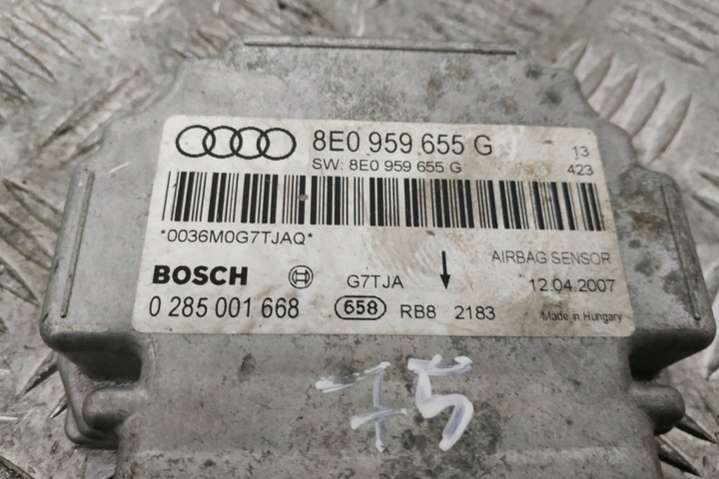 8E0 959 655 G 13
SW: 8E0 959 655 G 423
*0036M0G7TJAQ*
AIRBAG SENSOR
BOSCH G7TJA 12.04.2007
0 285 001 668 658 RB8 2183 Made in Hungary
75